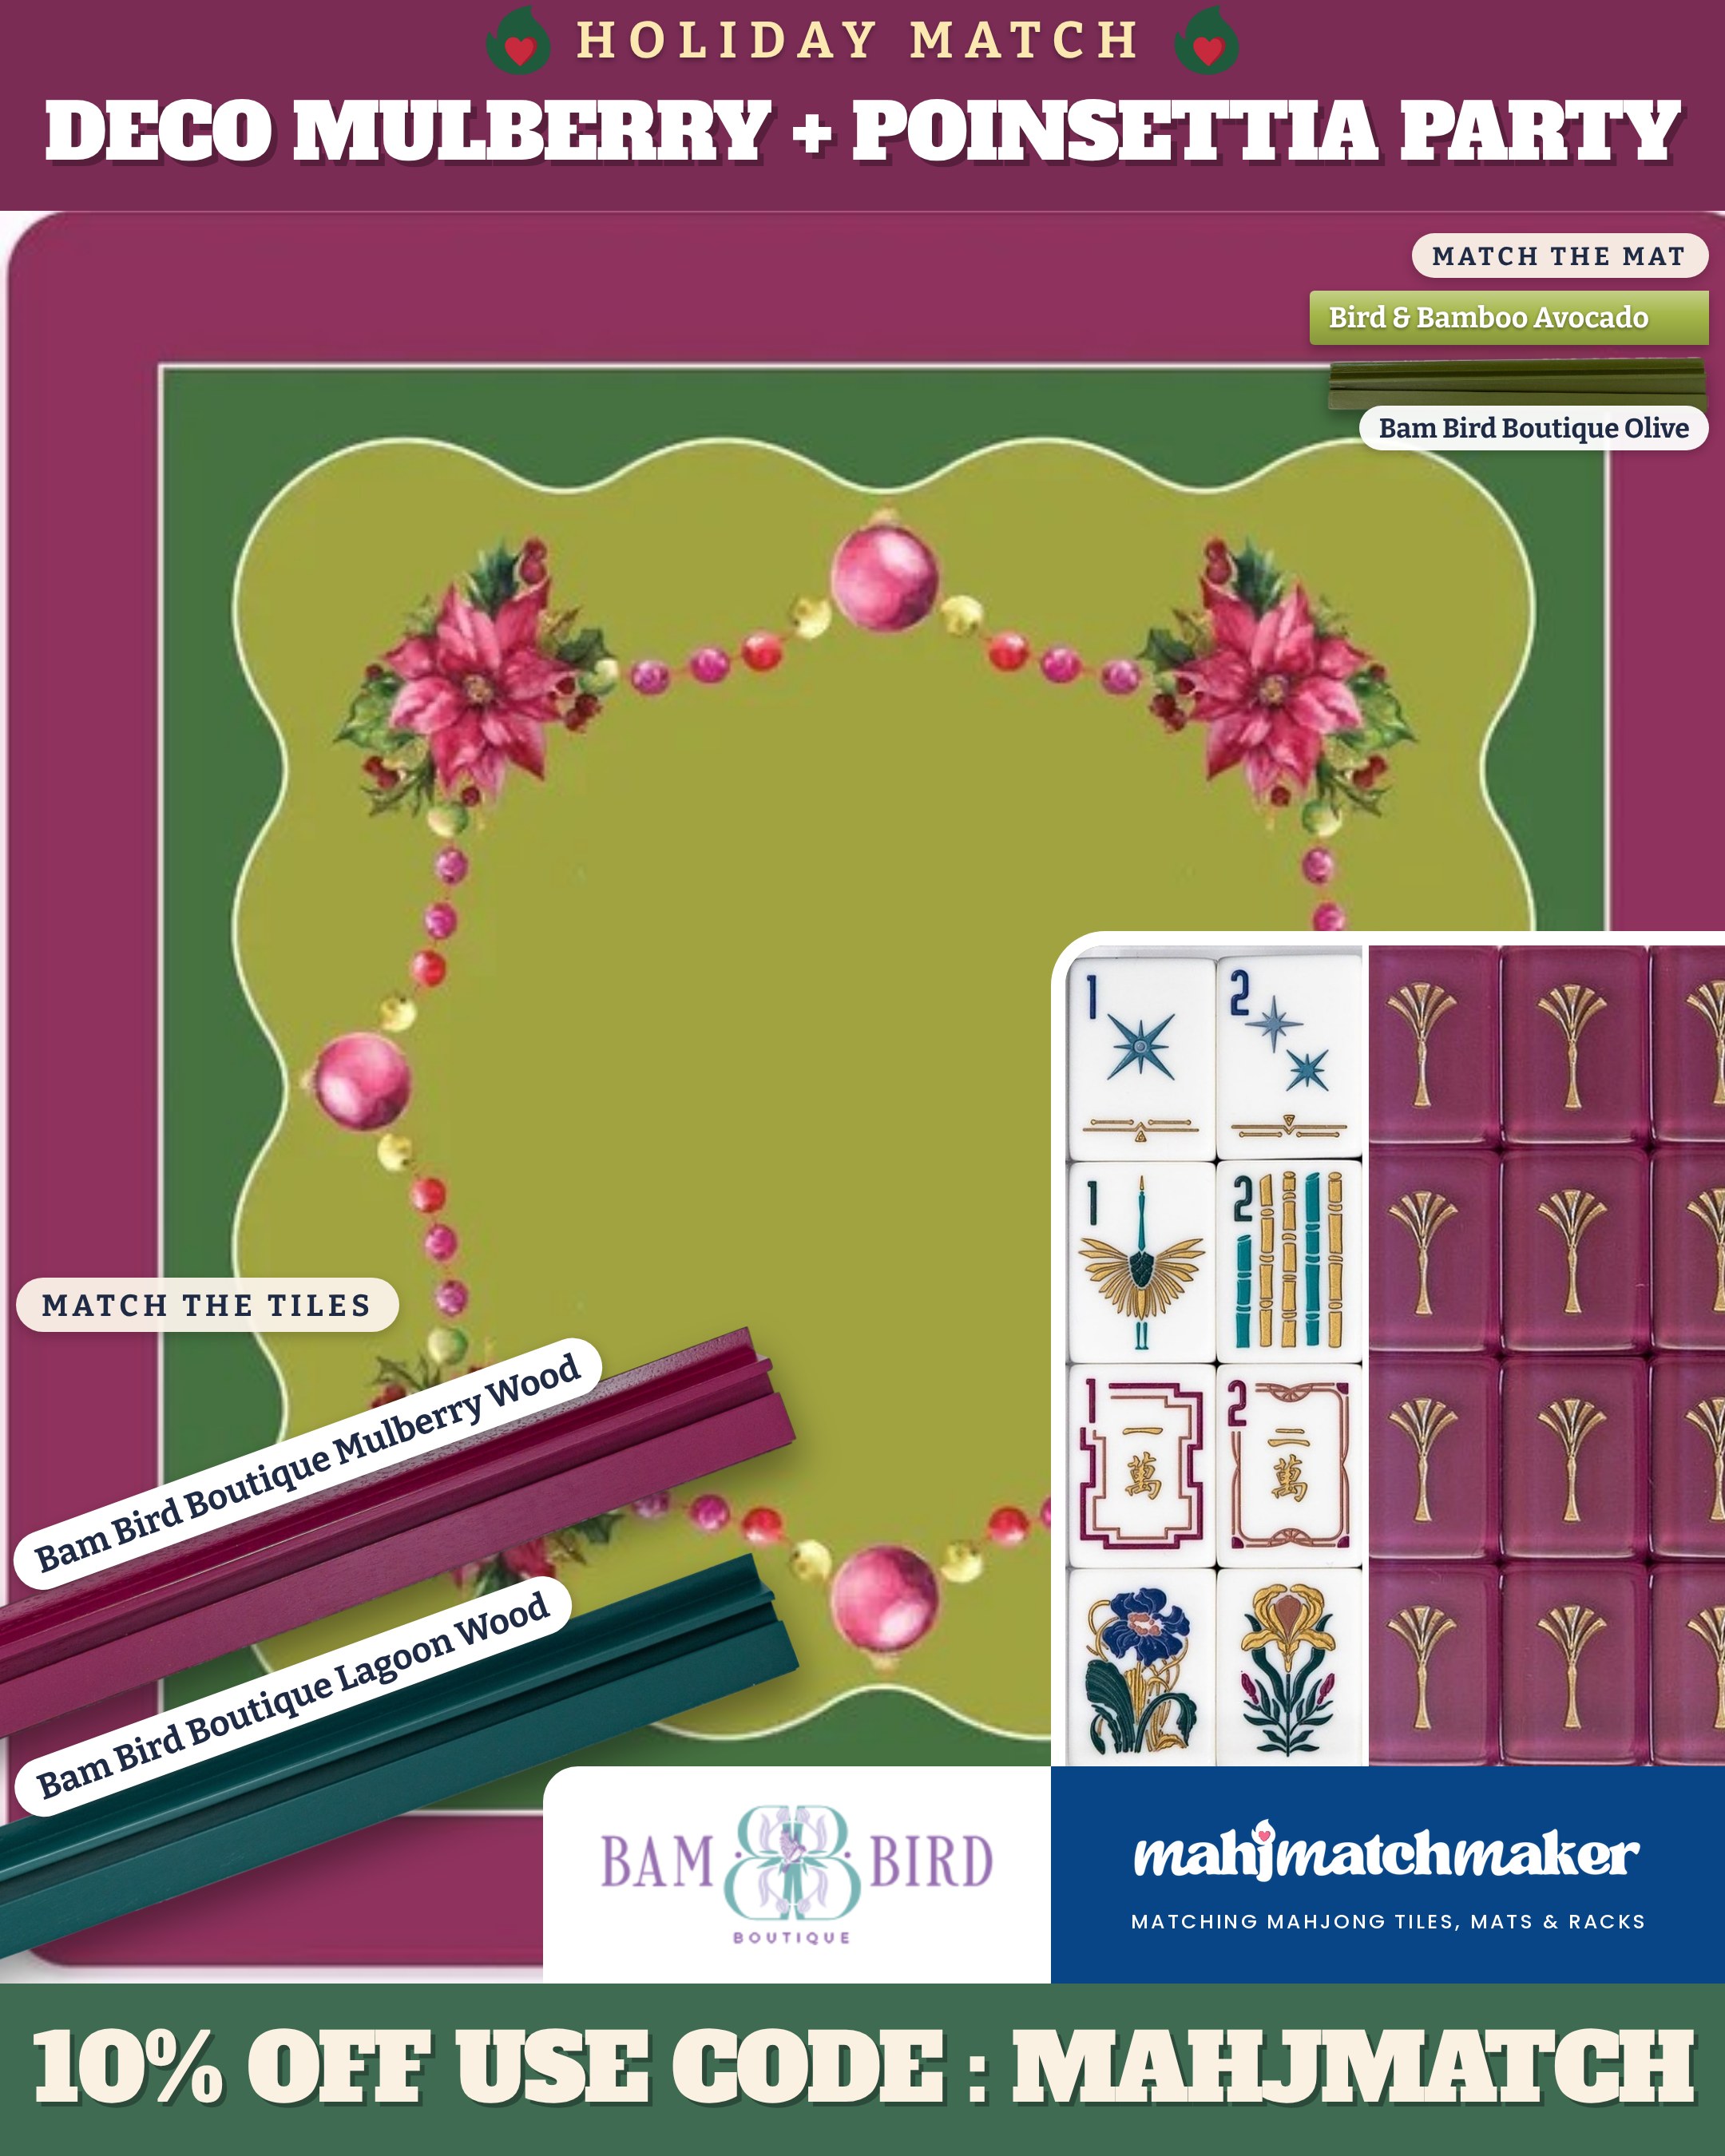 HOLIDAY MATCH
DECO MULBERRY + POINSETTIA PARTY
MATCH THE MAT
Bird & Bamboo Avocado
Bam Bird Boutique Olive
1 2
1 2
1 一萬 2 二萬
MATCH THE TILES
Bam Bird Boutique Mulberry Wood
Bam Bird Boutique Lagoon Wood
BAM BIRD
BOUTIQUE
mahjmatchmaker
MATCHING MAHJONG TILES, MATS & RACKS
10% OFF USE CODE : MAHJMATCH